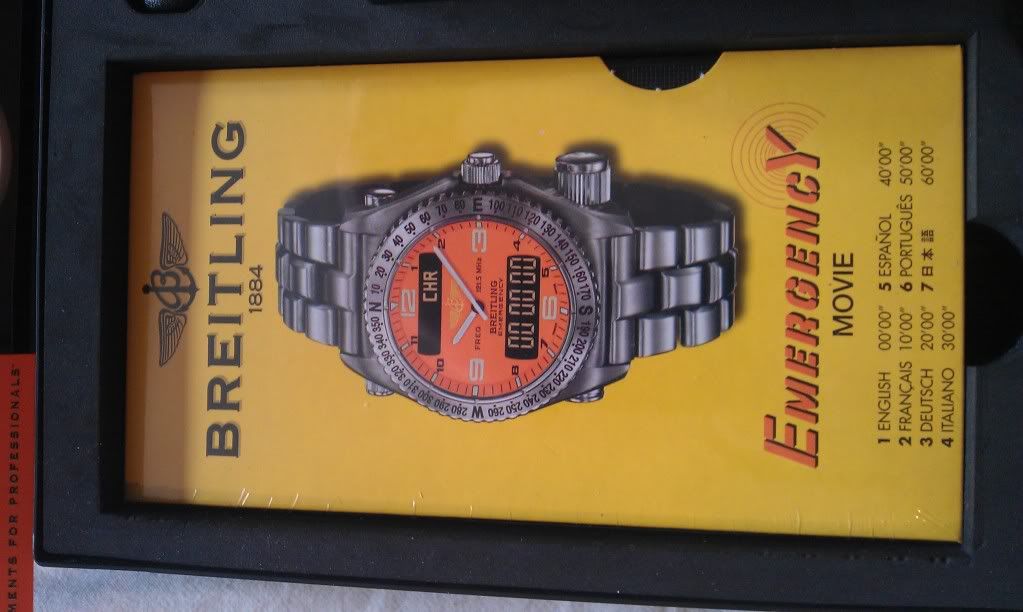 BREITLING
1884
CHR
121.5 MHz
BREITLING
EMERGENCY
FREQ
00 00 00
EMERGENCY
MOVIE
1 ENGLISH 00'00" 5 ESPAÑOL 40'00"
2 FRANÇAIS 10'00" 6 PORTUGUÊS 50'00"
3 DEUTSCH 20'00" 7 日本語 60'00"
4 ITALIANO 30'00"
MENTS FOR PROFESSIONALS